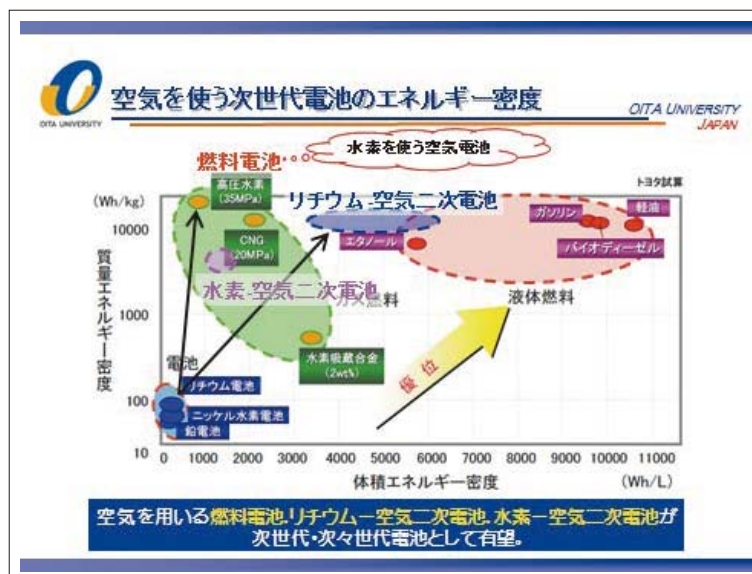 OITA UNIVERSITY
空気を使う次世代電池のエネルギー密度
OITA UNIVERSITY
JAPAN
水素を使う空気電池
燃料電池…
トヨタ試算
(Wh/kg)
高圧水素
(35MPa)
リチウム-空気二次電池
ガソリン
軽油
10000
CNG
(20MPa)
エタノール
バイオディーゼル
質量エネルギー密度
水素-空気二次電池
ガス燃料
液体燃料
1000
水素吸蔵合金
(2wt%)
優位
電池
リチウム電池
100
ニッケル水素電池
鉛電池
10
0 1000 2000 3000 4000 5000 6000 7000 8000 9000 10000 11000
体積エネルギー密度
(Wh/L)
空気を用いる燃料電池.リチウムー空気二次電池.水素ー空気二次電池が
次世代・次々世代電池として有望。